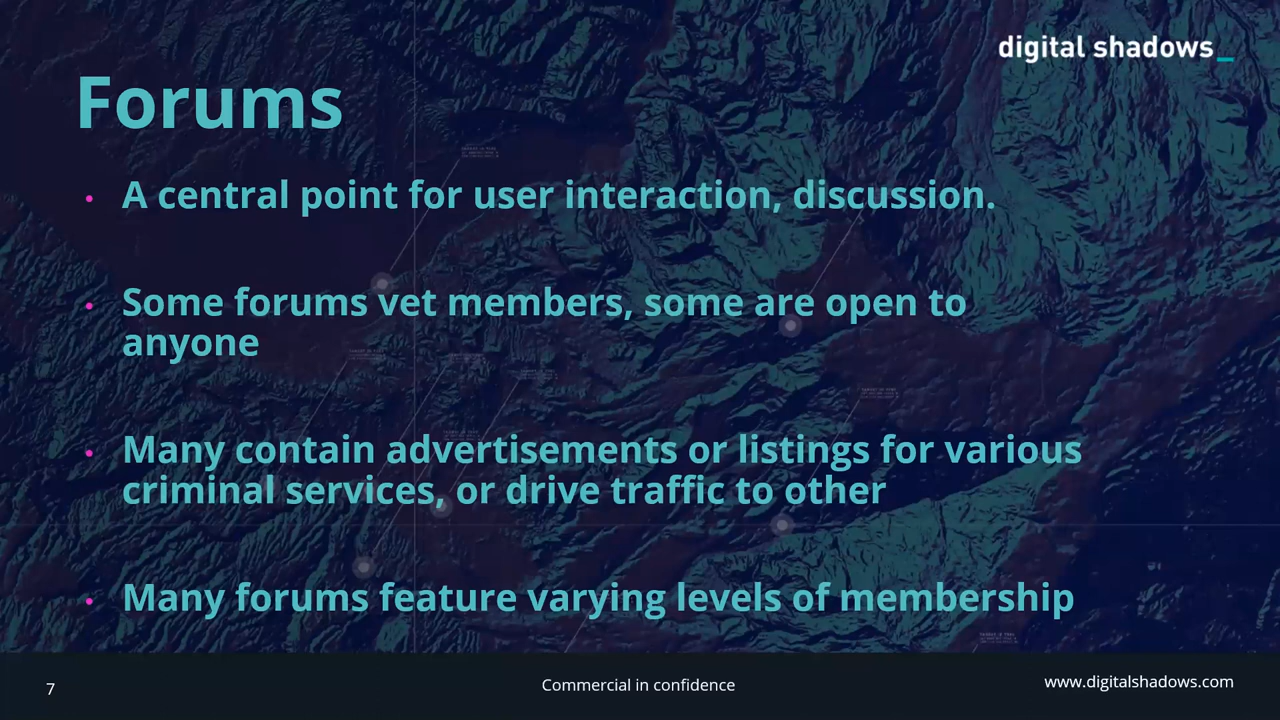 digital shadows_
Forums
• A central point for user interaction, discussion.
• Some forums vet members, some are open to
anyone
• Many contain advertisements or listings for various
criminal services, or drive traffic to other
• Many forums feature varying levels of membership
7
Commercial in confidence
www.digitalshadows.com